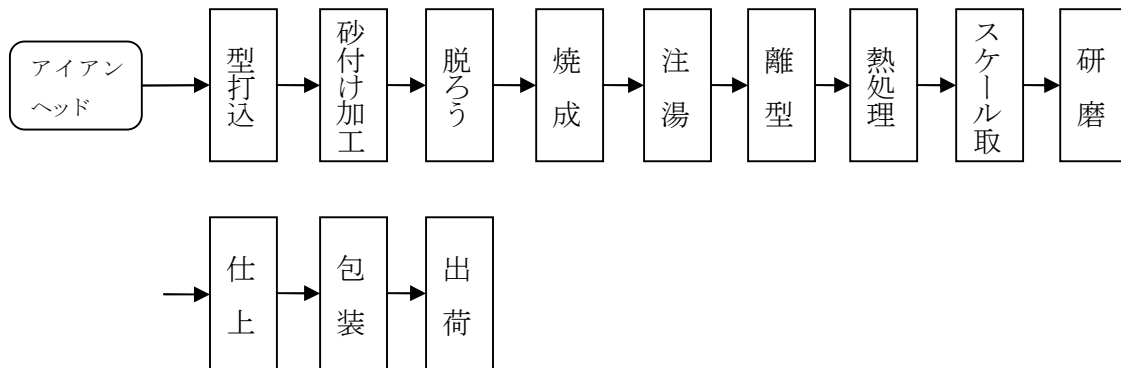 アイアン
ヘッド
型打込
砂付け加工
脱ろう
焼成
注湯
離型
熱処理
スケール取
研磨
仕上
包装
出荷